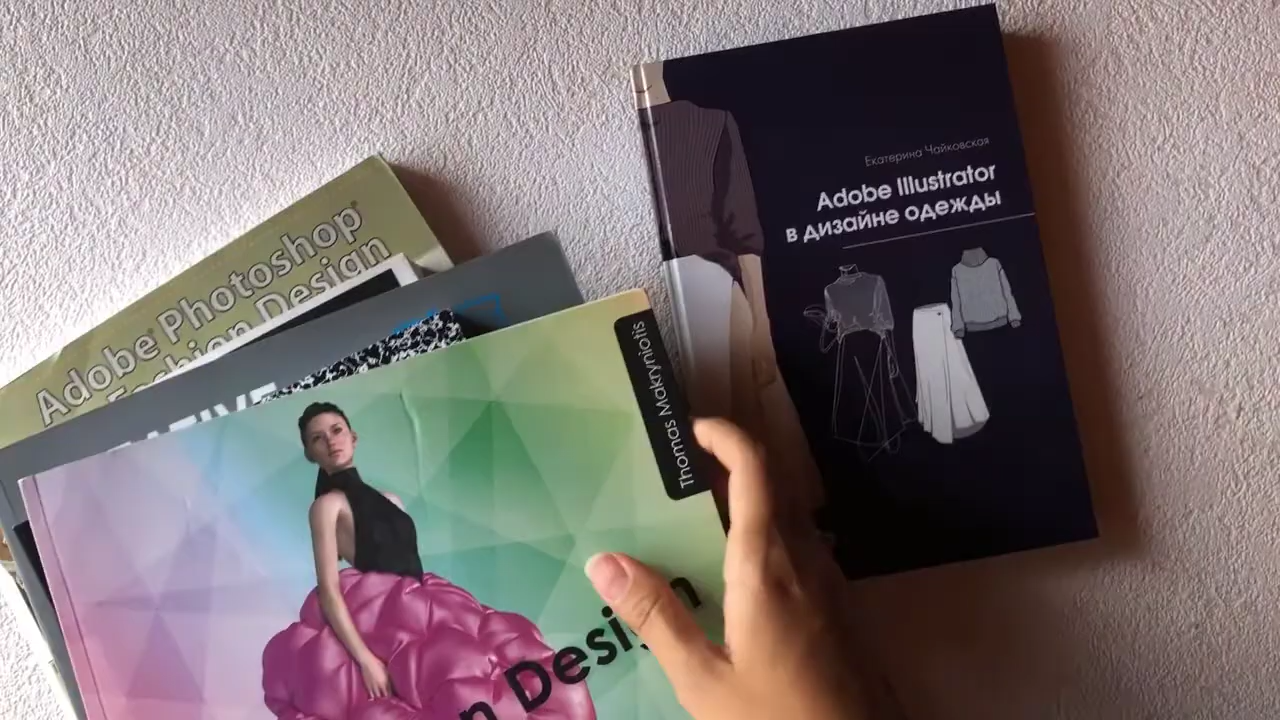 Adobe® Photoshop®
Fashion Design
Thomas Makryniotis
n Design
Екатерина Чайковская
Adobe Illustrator
в дизайне одежды